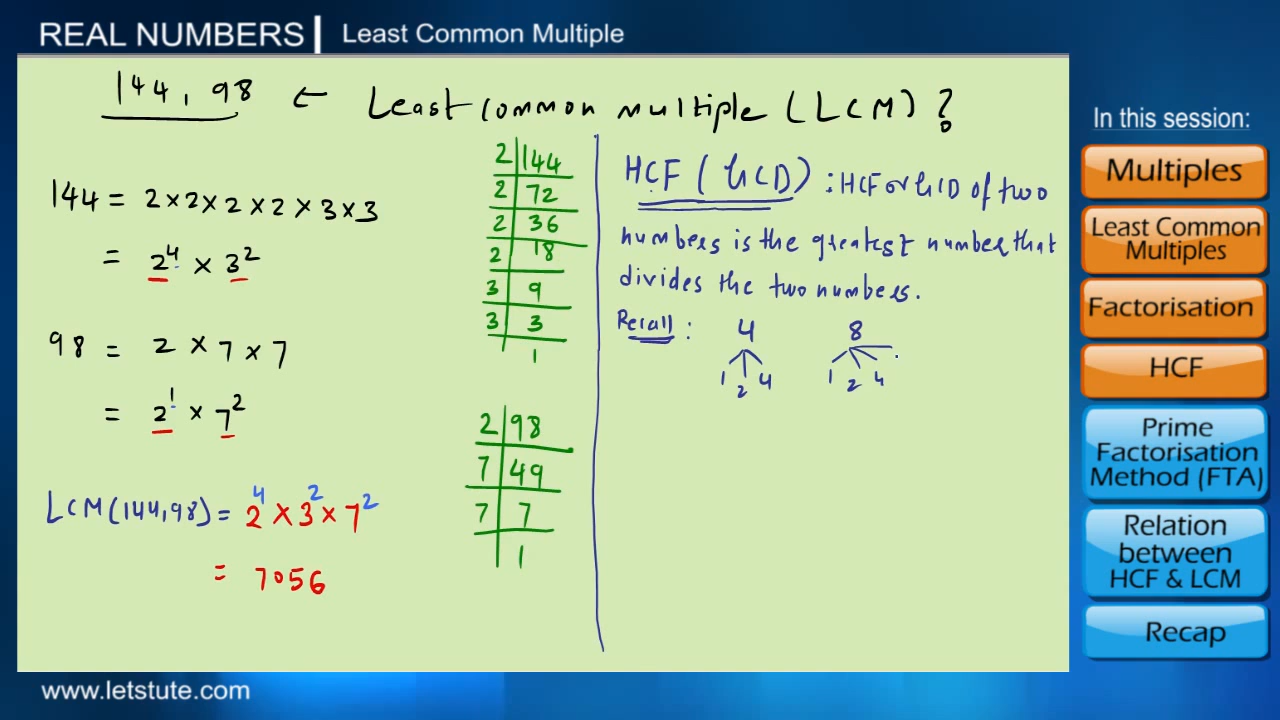 REAL NUMBERS | Least Common Multiple
144, 98 ← Least common multiple (LCM) ?
144 = 2 × 2 × 2 × 2 × 3 × 3
= 2⁴ × 3²
98 = 2 × 7 × 7
= 2¹ × 7²
LCM(144,98) = 2⁴ × 3² × 7²
= 7056
2 | 144
2 | 72
2 | 36
2 | 18
3 | 9
3 | 3
1
2 | 98
7 | 49
7 | 7
1
HCF ( GCD ) : HCF or GCD of two
numbers is the greatest number that
divides the two numbers.
Recall : 4 8
1 2 4 1 2 4
In this session:
Multiples
Least Common
Multiples
Factorisation
HCF
Prime
Factorisation
Method (FTA)
Relation
between
HCF & LCM
Recap
www.letstute.com